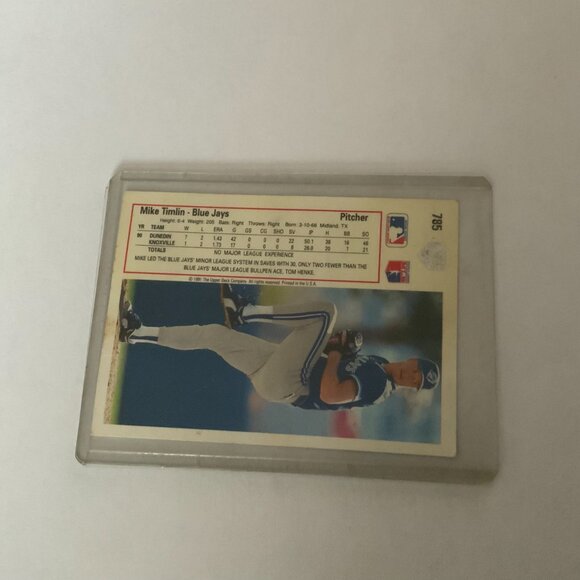 785
Mike Timlin - Blue Jays Pitcher
Height: 6-4 Weight: 205 Bats: Right Throws: Right Born: 3-10-66 Midland, TX
YR TEAM W L ERA G GS CG SHO SV IP H BB SO
90 DUNEDIN 7 2 1.43 42 0 0 0 22 50.1 36 16 46
KNOXVILLE 1 2 1.73 17 0 0 0 8 26.0 20 7 21
TOTALS NO MAJOR LEAGUE EXPERIENCE
MIKE LED THE BLUE JAYS' MINOR LEAGUE SYSTEM IN SAVES WITH 30, ONLY TWO FEWER THAN THE
BLUE JAYS' MAJOR LEAGUE BULLPEN ACE, TOM HENKE.
© 1991 The Upper Deck Company. All rights reserved. Printed in the U.S.A.